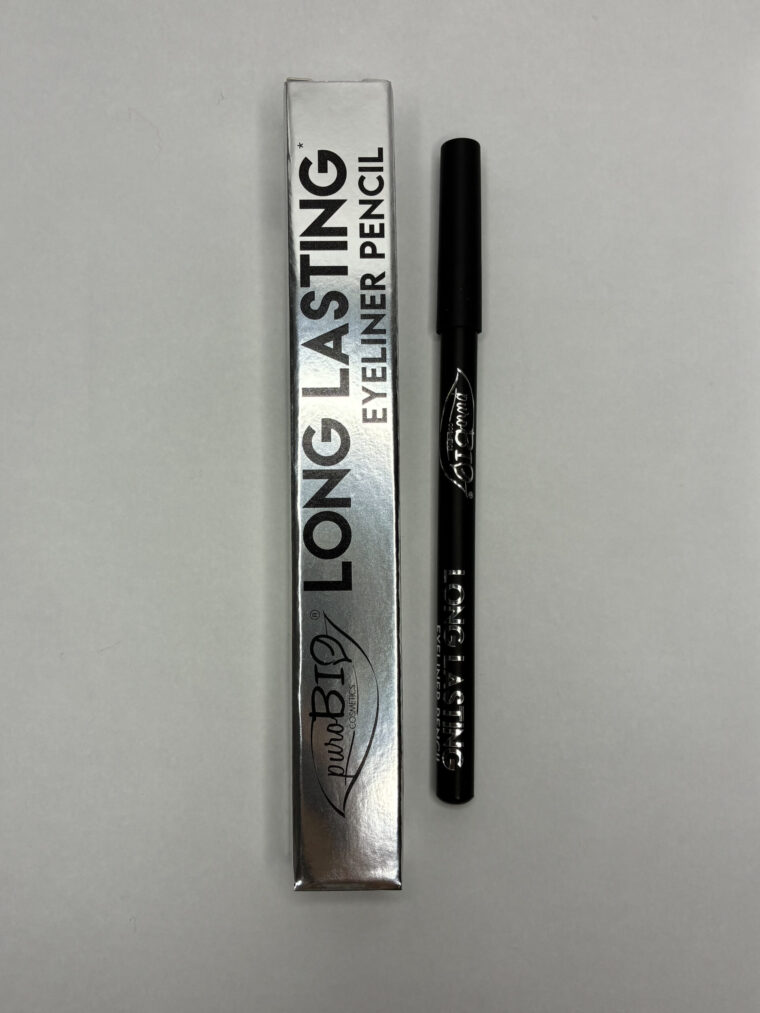 puroBIO®
COSMETICS
LONG LASTING*
EYELINER PENCIL
puroBIO®
LONG LASTING
EYELINER PENCIL